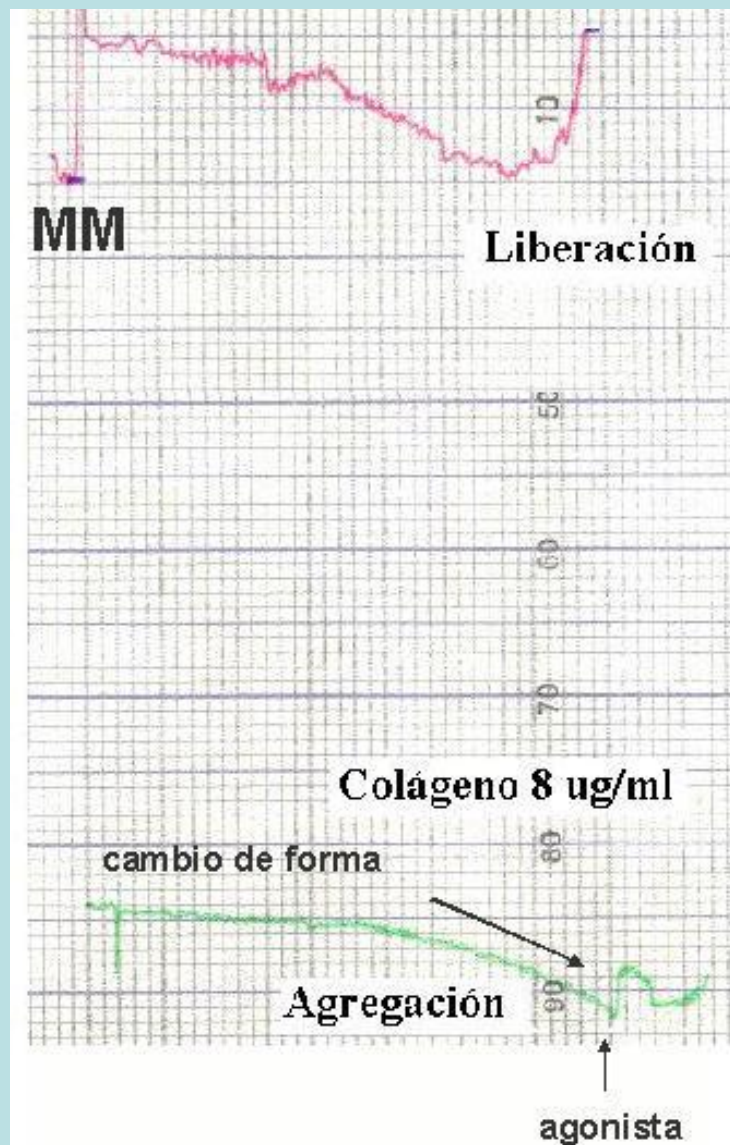 10
MM
Liberación
50
60
70
Colágeno 8 ug/ml
80
cambio de forma
Agregación
90
agonista